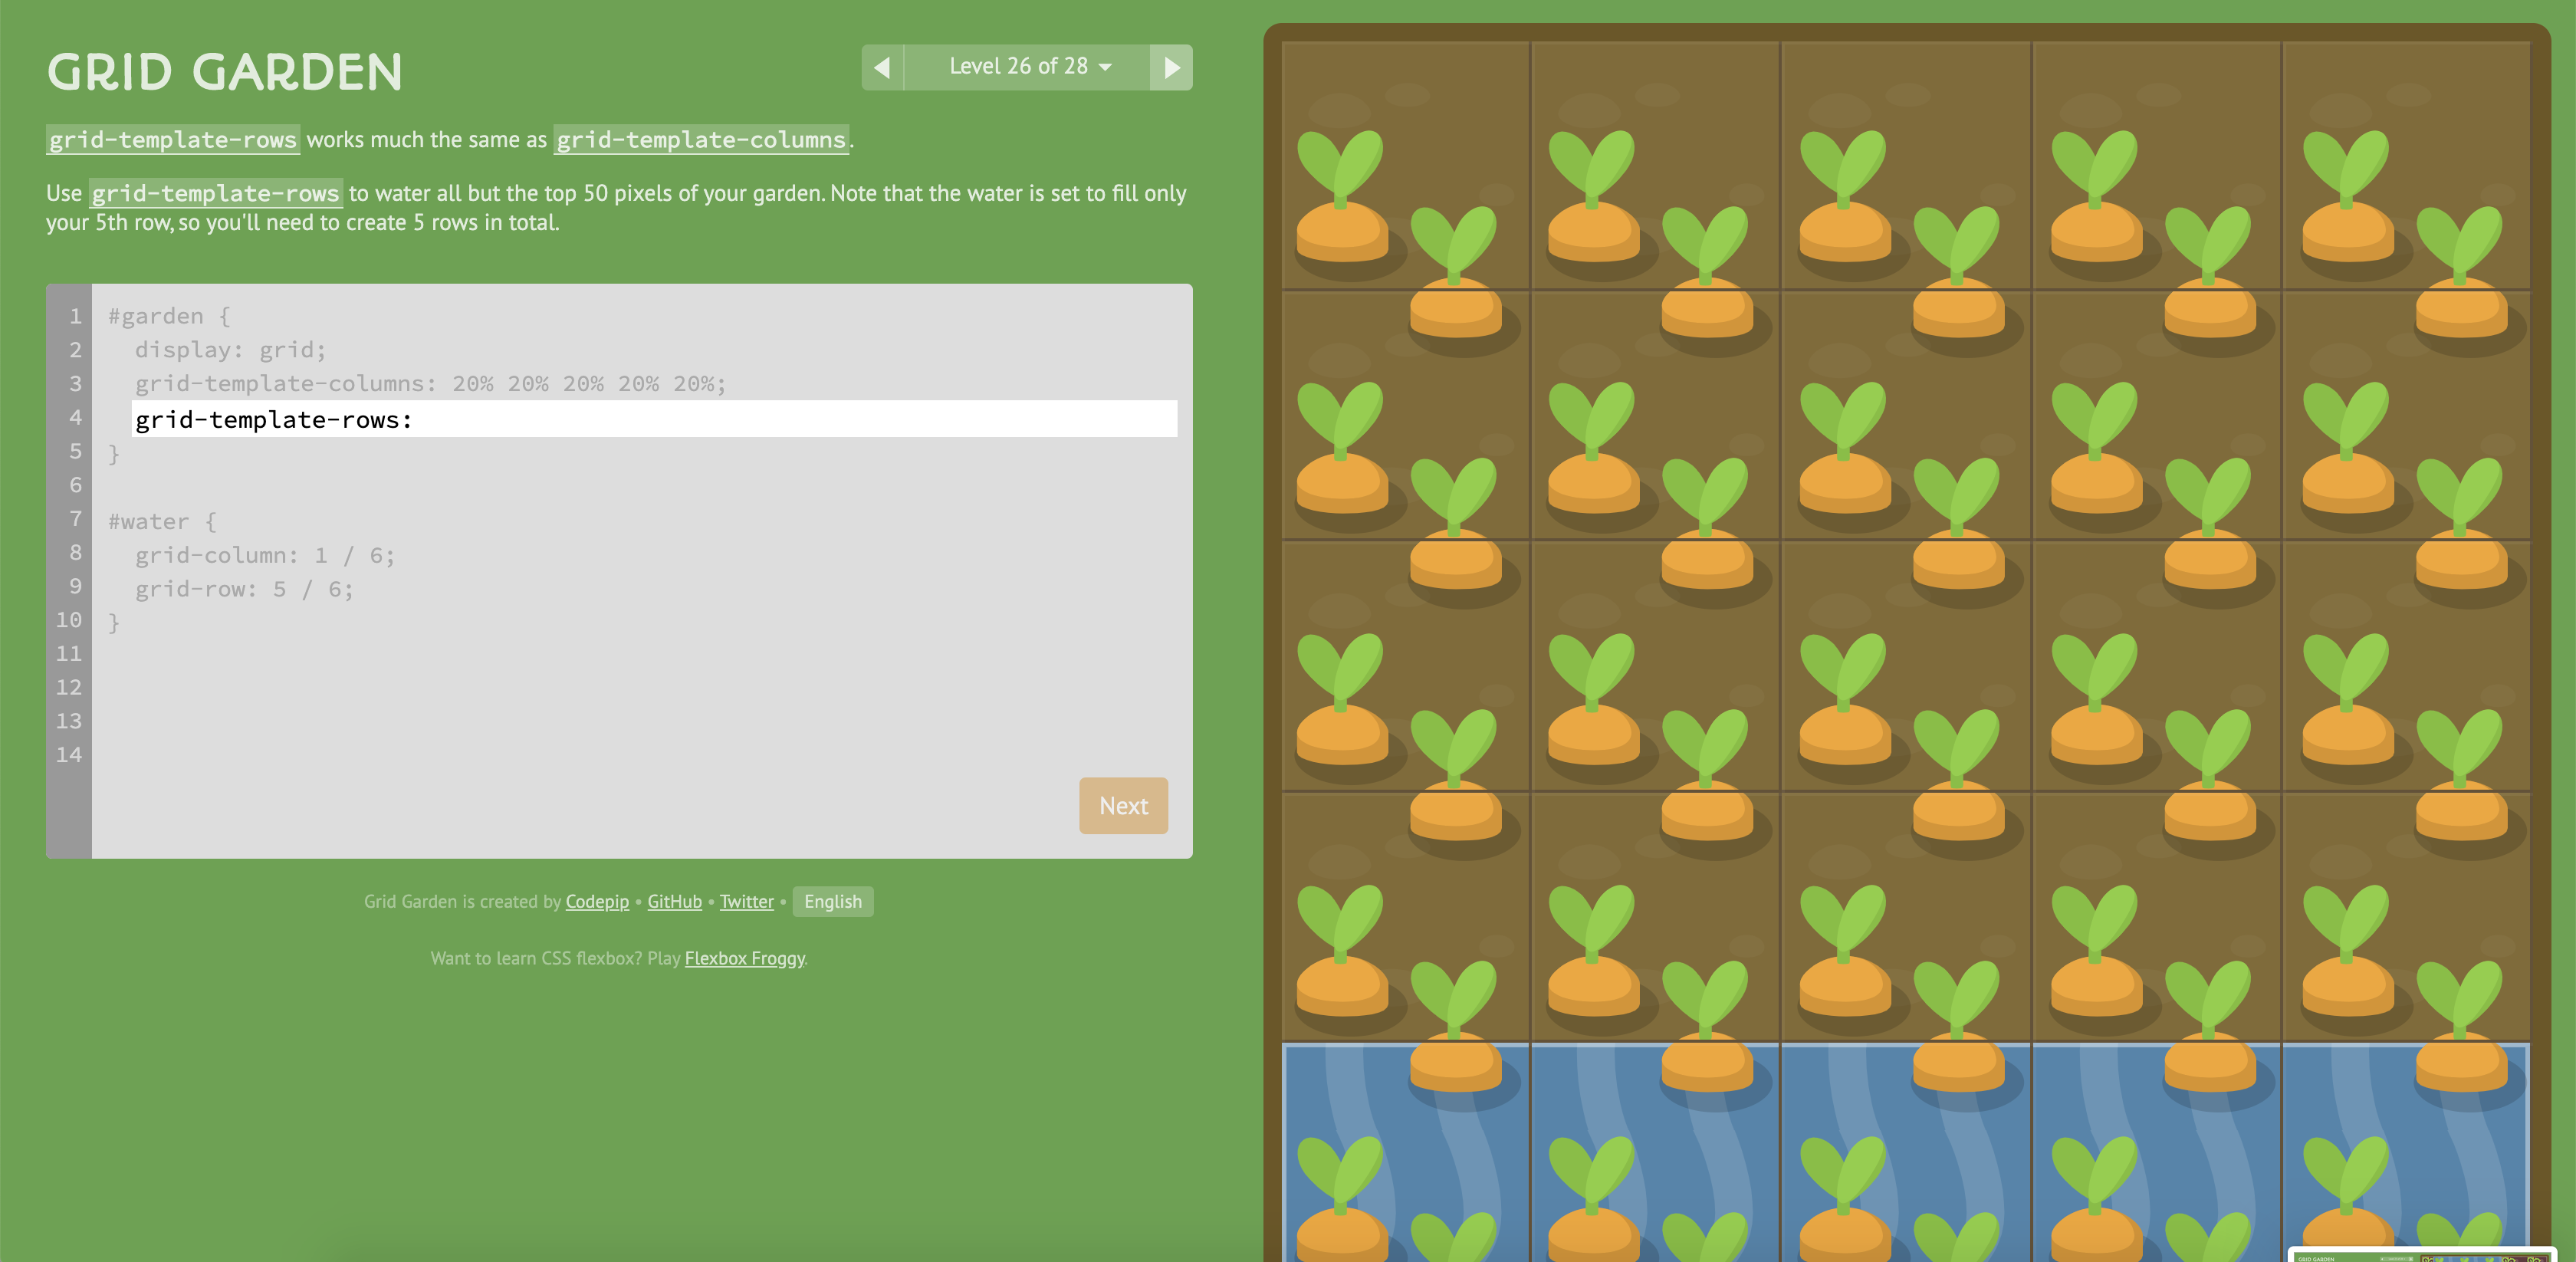 GRID GARDEN
Level 26 of 28
grid-template-rows works much the same as grid-template-columns.
Use grid-template-rows to water all but the top 50 pixels of your garden. Note that the water is set to fill only
your 5th row, so you'll need to create 5 rows in total.
1 #garden {
2 display: grid;
3 grid-template-columns: 20% 20% 20% 20% 20%;
4 grid-template-rows:
5 }
6
7 #water {
8 grid-column: 1 / 6;
9 grid-row: 5 / 6;
10 }
11
12
13
14
Next
Grid Garden is created by Codepip • GitHub • Twitter • English
Want to learn CSS flexbox? Play Flexbox Froggy.
GRID GARDEN